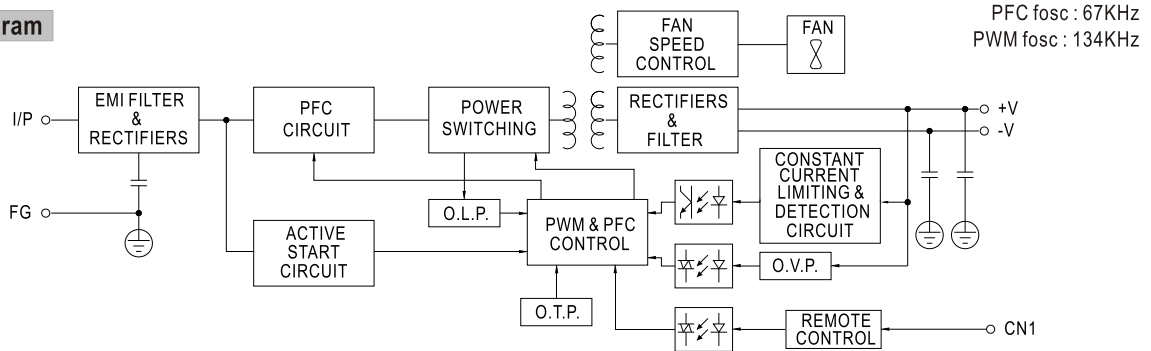 ram
PFC fosc : 67KHz
PWM fosc : 134KHz
FAN
SPEED
CONTROL
FAN
I/P
EMI FILTER
&
RECTIFIERS
PFC
CIRCUIT
POWER
SWITCHING
RECTIFIERS
&
FILTER
+V
-V
CONSTANT
CURRENT
LIMITING &
DETECTION
CIRCUIT
FG
O.L.P.
PWM & PFC
CONTROL
ACTIVE
START
CIRCUIT
O.V.P.
O.T.P.
REMOTE
CONTROL
CN1